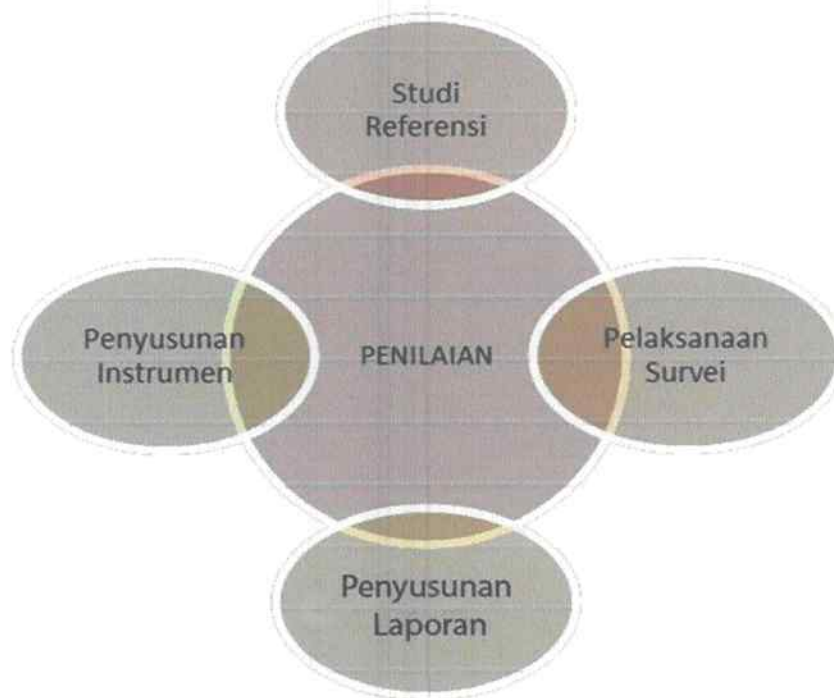 Studi
Referensi
Penyusunan
Instrumen
PENILAIAN
Pelaksanaan
Survei
Penyusunan
Laporan